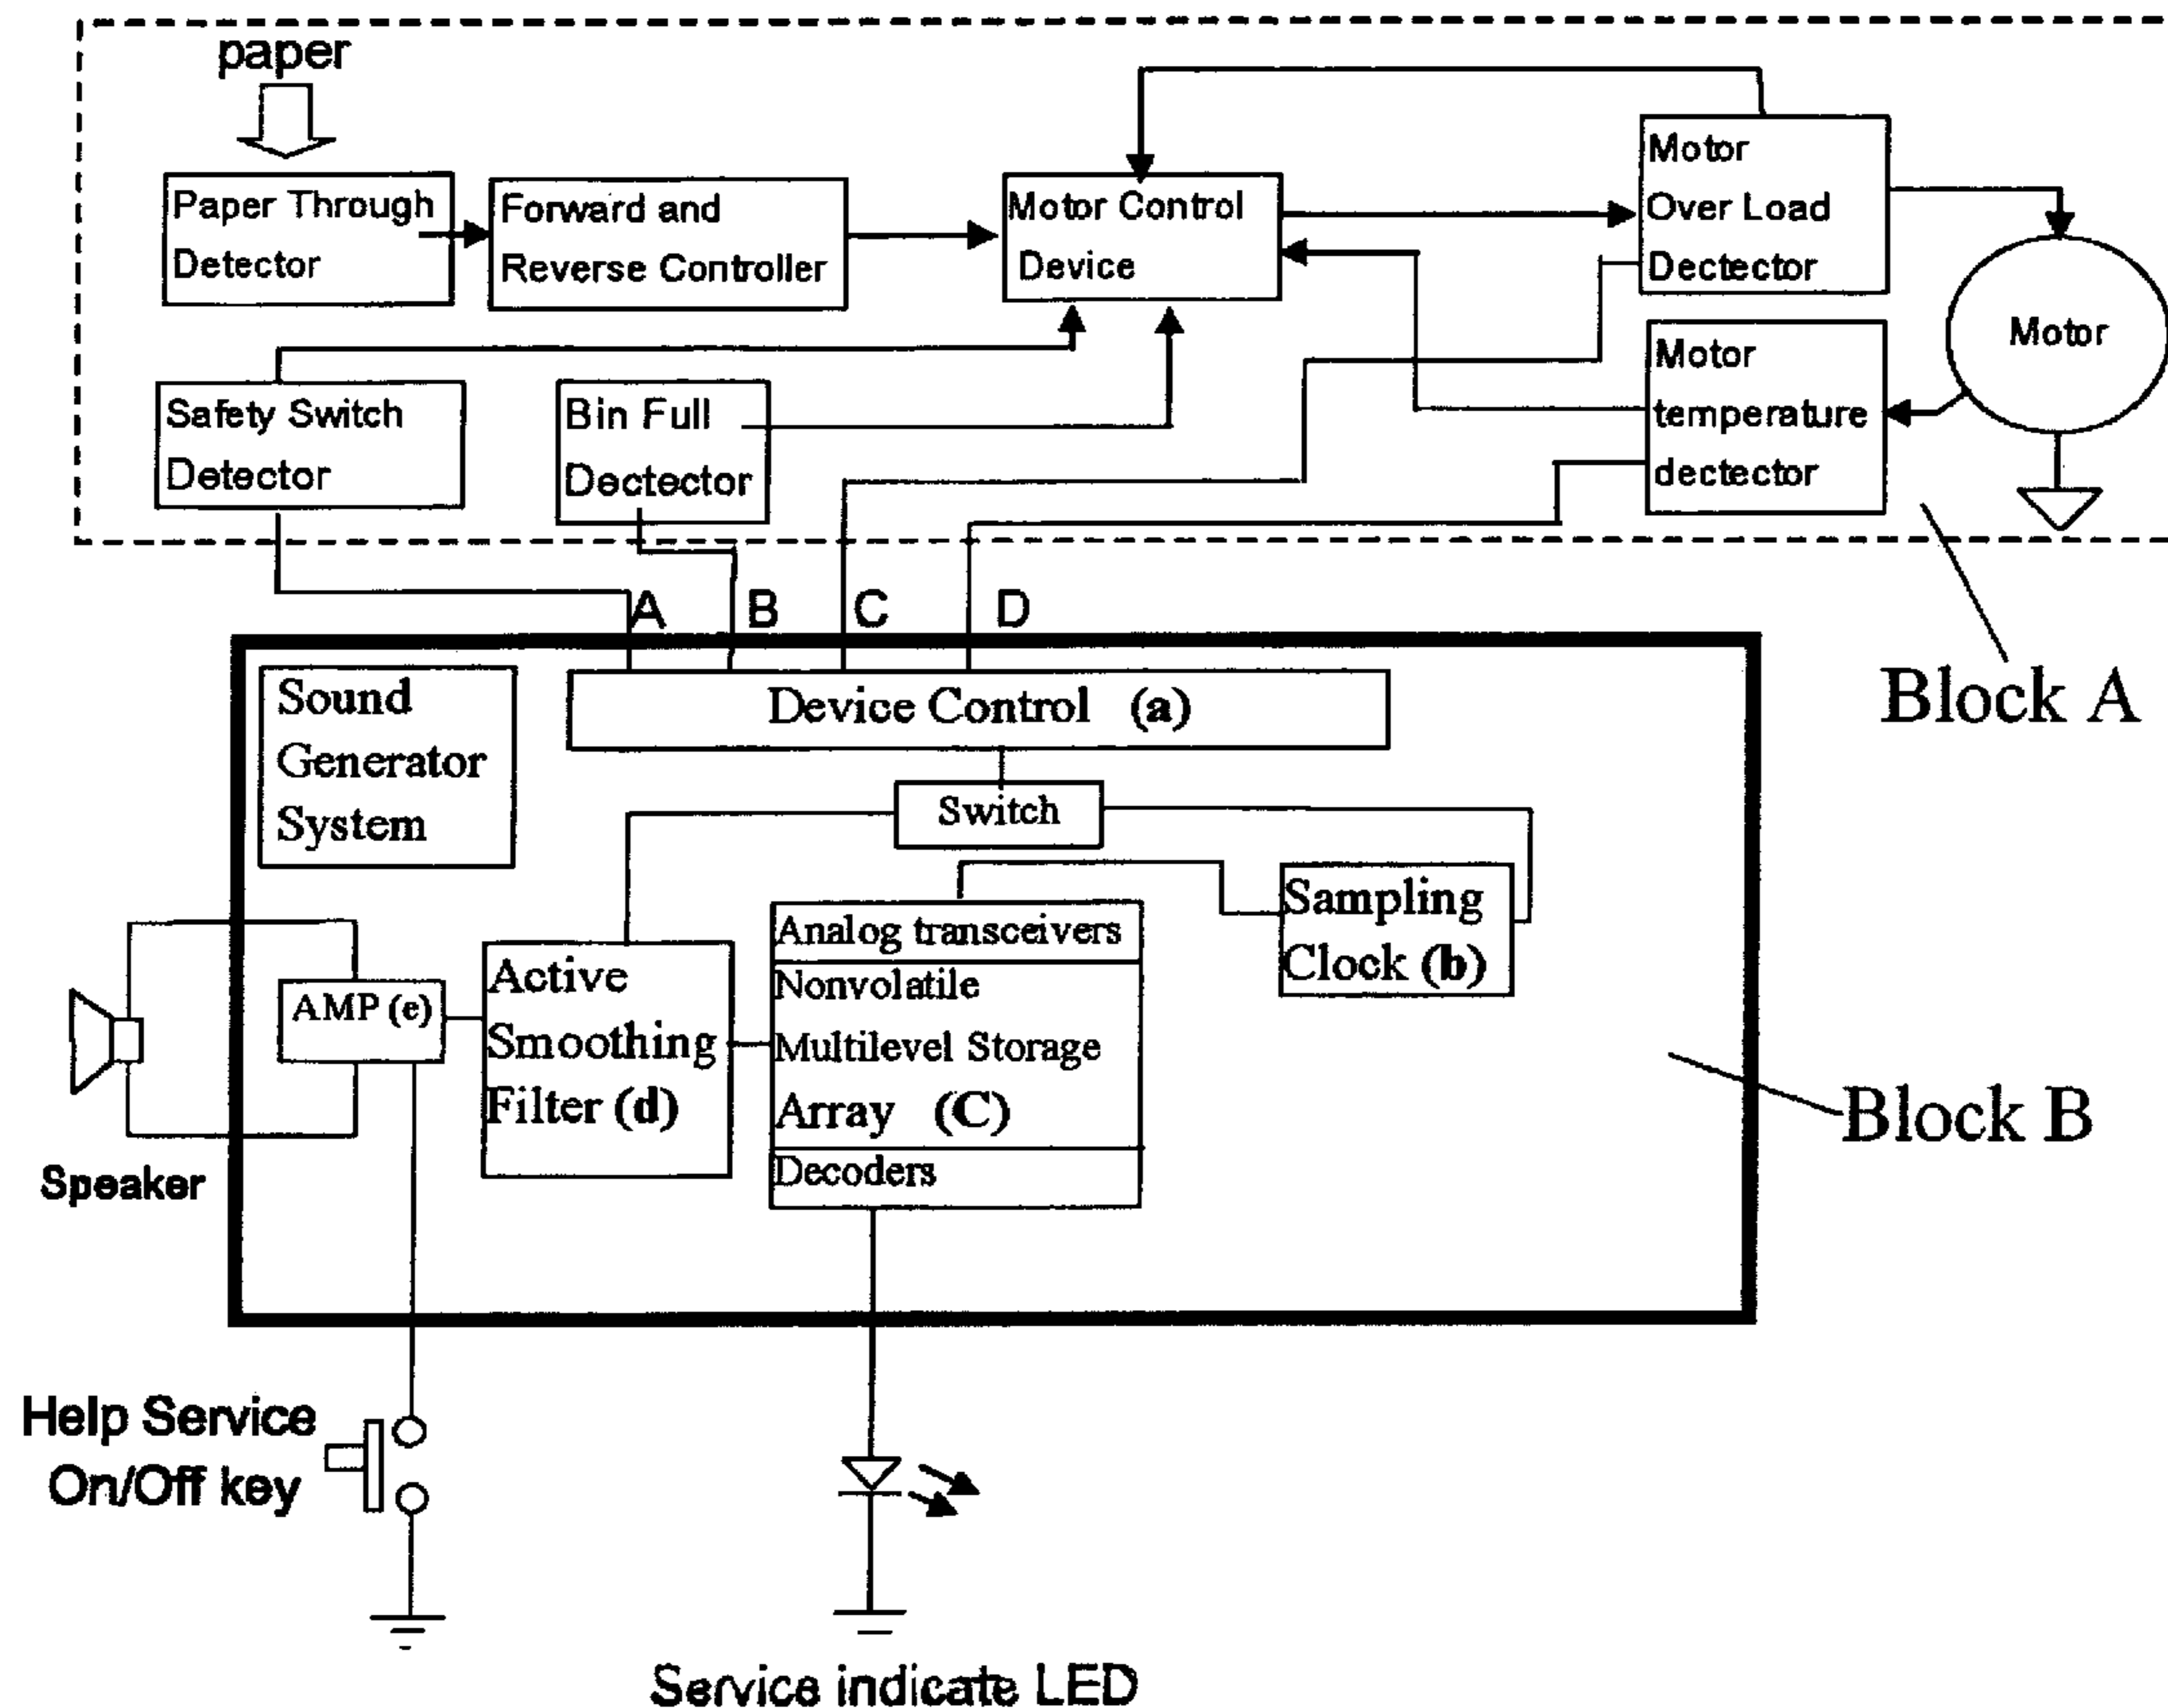 paper
Paper Through
Detector
Forward and
Reverse Controller
Motor Control
Device
Motor
Over Load
Dectector
Motor
Safety Switch
Detector
Bin Full
Dectector
Motor
temperature
dectector
A
B
C
D
Block A
Sound
Generator
System
Device Control (a)
Switch
Sampling
Clock (b)
Analog transceivers
Nonvolatile
Multilevel Storage
Array (C)
Decoders
Active
Smoothing
Filter (d)
AMP (e)
Speaker
Block B
Help Service
On/Off key
Service indicate LED